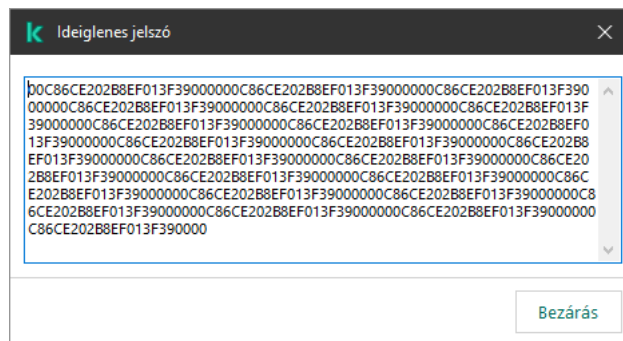 Ideiglenes jelszó
00C86CE202B8EF013F39000000C86CE202B8EF013F39000000C86CE202B8EF013F390
00000C86CE202B8EF013F39000000C86CE202B8EF013F39000000C86CE202B8EF013F
39000000C86CE202B8EF013F39000000C86CE202B8EF013F39000000C86CE202B8EF0
13F39000000C86CE202B8EF013F39000000C86CE202B8EF013F39000000C86CE202B8
EF013F39000000C86CE202B8EF013F39000000C86CE202B8EF013F39000000C86CE20
2B8EF013F39000000C86CE202B8EF013F39000000C86CE202B8EF013F39000000C86C
E202B8EF013F39000000C86CE202B8EF013F39000000C86CE202B8EF013F39000000C8
6CE202B8EF013F39000000C86CE202B8EF013F39000000C86CE202B8EF013F39000000
C86CE202B8EF013F390000
Bezárás